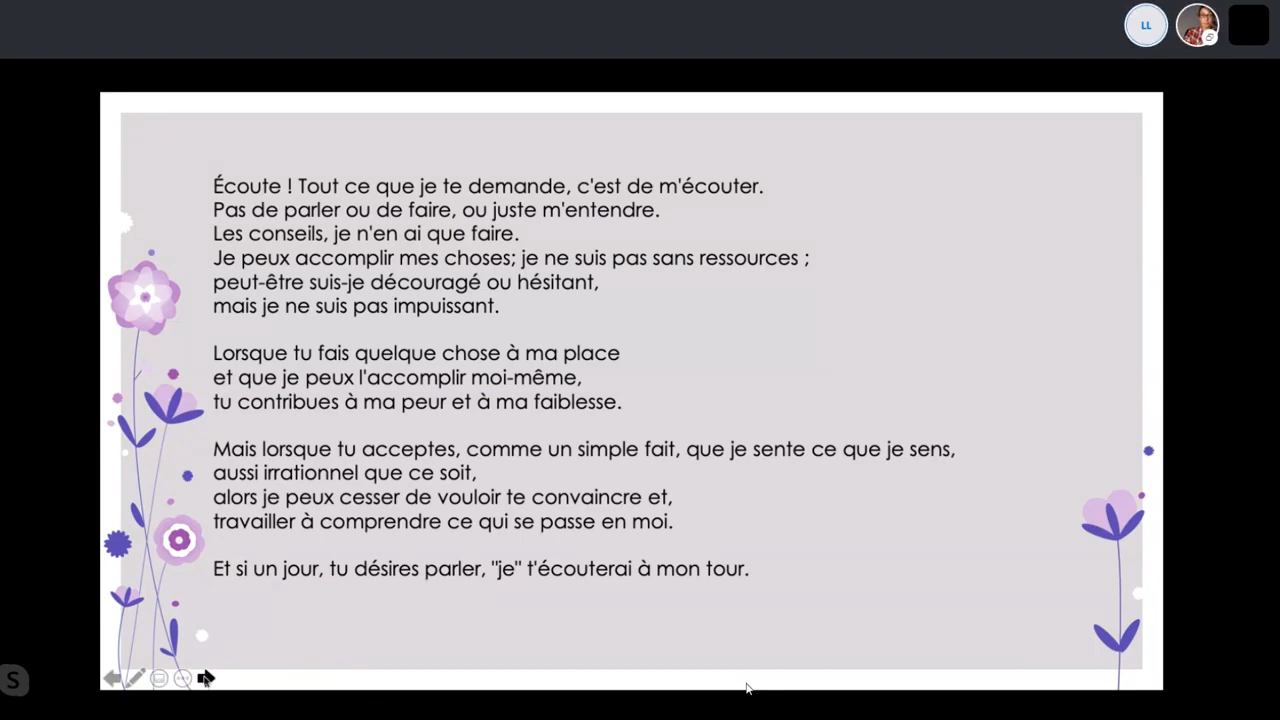 LL
Écoute ! Tout ce que je te demande, c'est de m'écouter.
Pas de parler ou de faire, ou juste m'entendre.
Les conseils, je n'en ai que faire.
Je peux accomplir mes choses; je ne suis pas sans ressources ;
peut-être suis-je découragé ou hésitant,
mais je ne suis pas impuissant.
Lorsque tu fais quelque chose à ma place
et que je peux l'accomplir moi-même,
tu contribues à ma peur et à ma faiblesse.
Mais lorsque tu acceptes, comme un simple fait, que je sente ce que je sens,
aussi irrationnel que ce soit,
alors je peux cesser de vouloir te convaincre et,
travailler à comprendre ce qui se passe en moi.
Et si un jour, tu désires parler, "je" t'écouterai à mon tour.
S